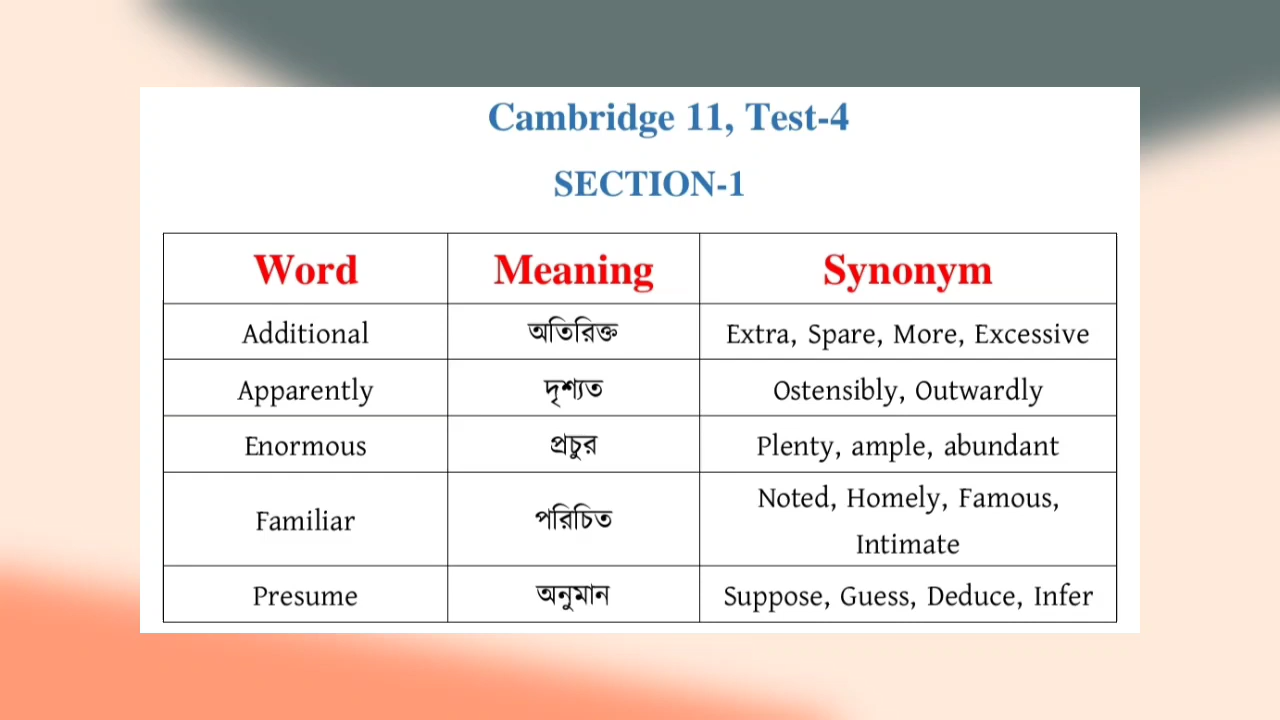 Cambridge 11, Test-4
SECTION-1
Word Meaning Synonym
Additional অতিরিক্ত Extra, Spare, More, Excessive
Apparently দৃশ্যত Ostensibly, Outwardly
Enormous প্রচুর Plenty, ample, abundant
Familiar পরিচিত Noted, Homely, Famous,
Intimate
Presume অনুমান Suppose, Guess, Deduce, Infer